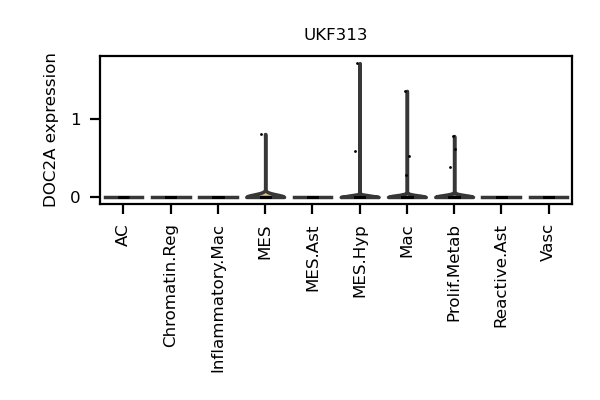 UKF313
DOC2A expression
1
0
AC
Chromatin.Reg
Inflammatory.Mac
MES
MES.Ast
MES.Hyp
Mac
Prolif.Metab
Reactive.Ast
Vasc